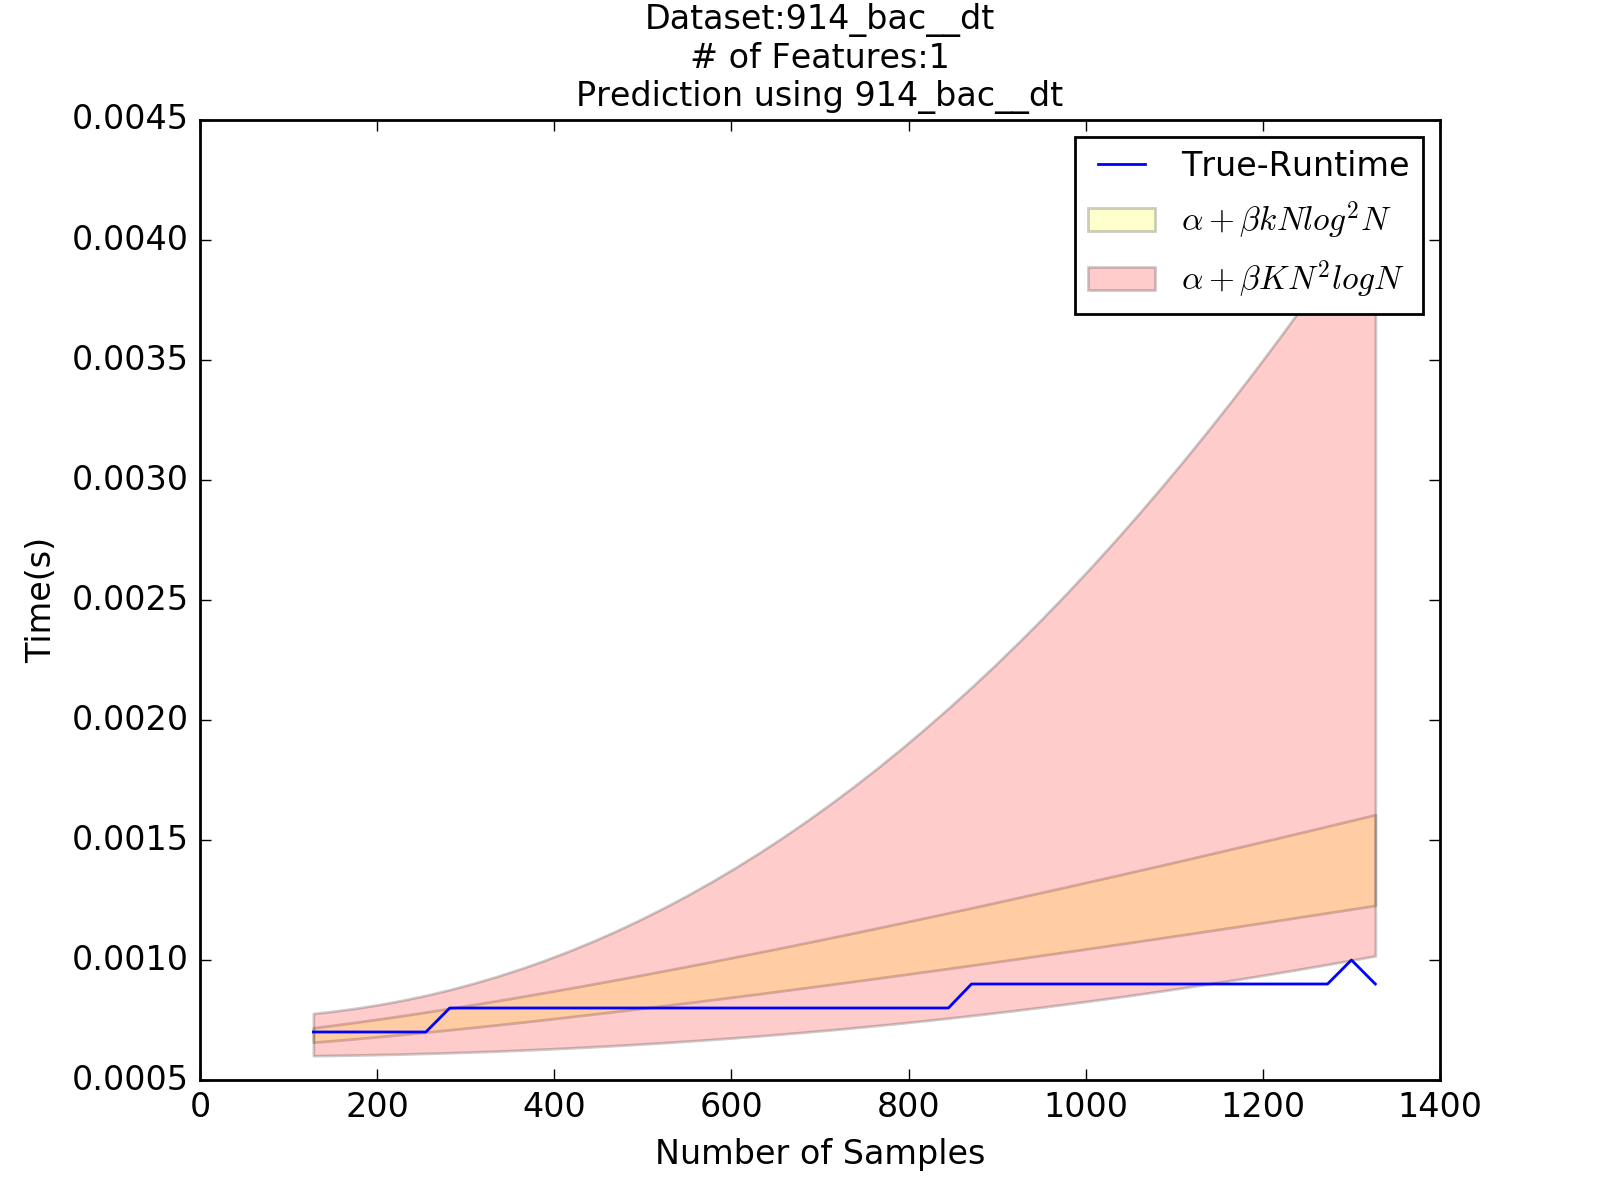 Dataset:914_bac__dt
# of Features:1
Prediction using 914_bac__dt
0.0045
0.0040
0.0035
0.0030
0.0025
0.0020
0.0015
0.0010
0.0005
Time(s)
True-Runtime
α + βkNlog²N
α + βKN²logN
0 200 400 600 800 1000 1200 1400
Number of Samples